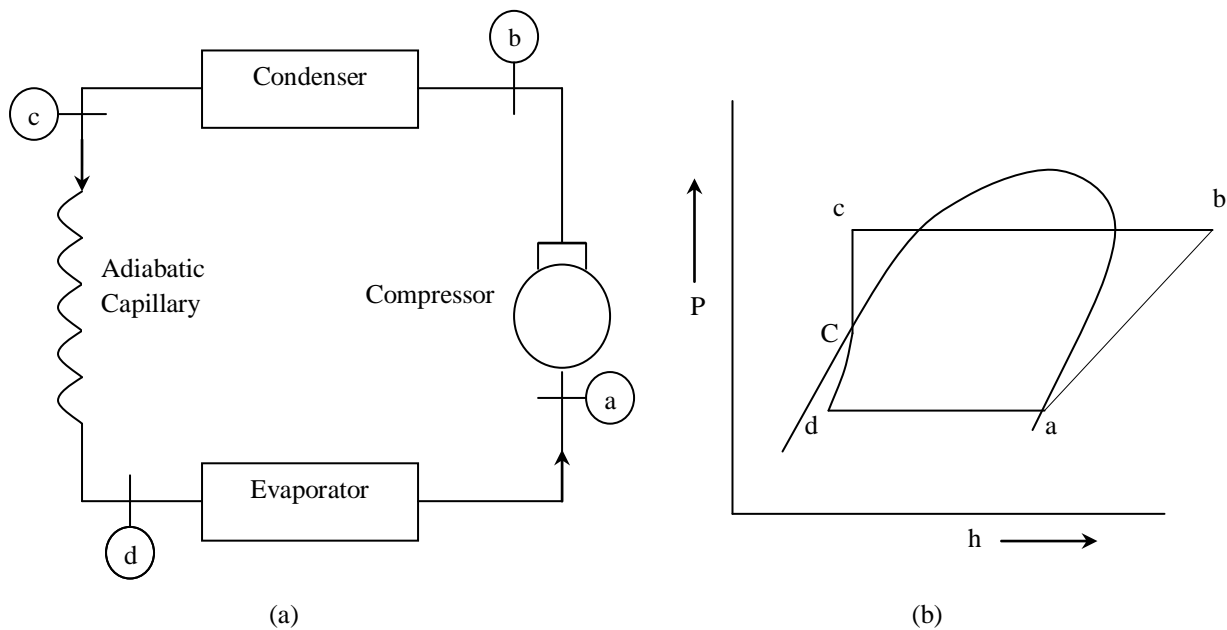 b
Condenser
c
Adiabatic
Capillary
Compressor
a
Evaporator
d
(a)
c
b
P
C
d
a
h
(b)